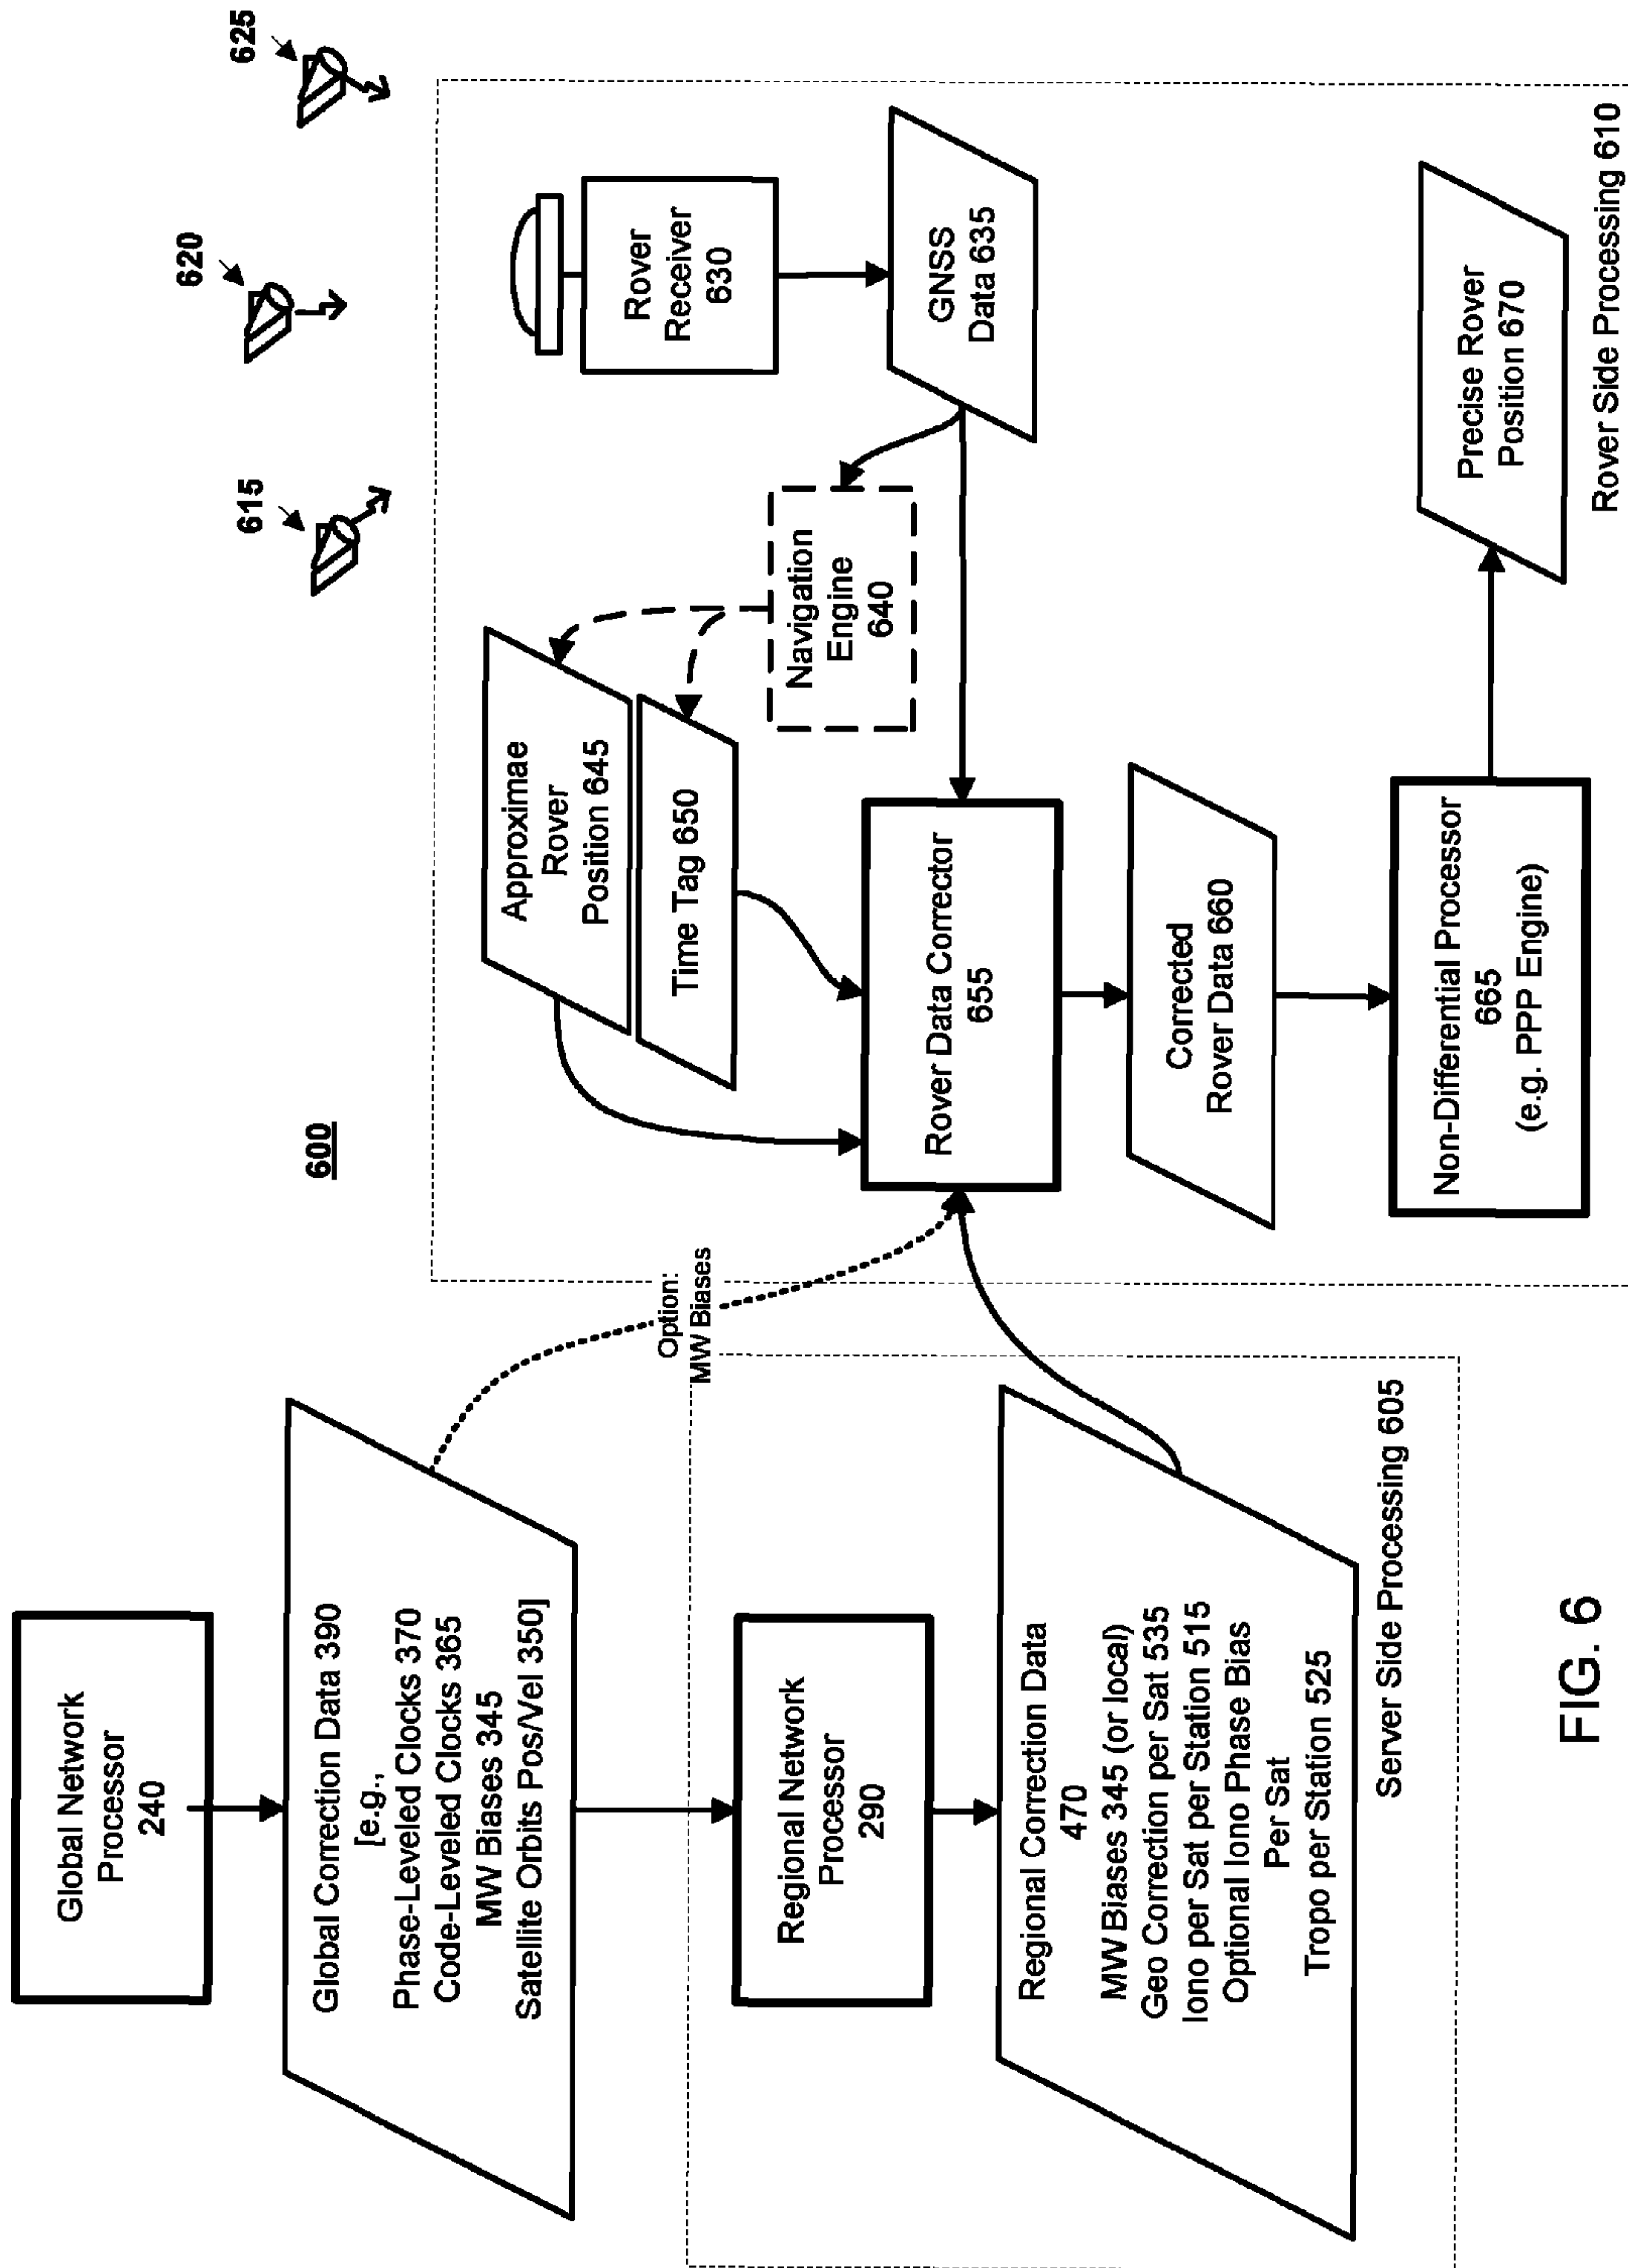 600
615
620
625
Global Network
Processor
240
Global Correction Data 390
[e.g.,
Phase-Leveled Clocks 370
Code-Leveled Clocks 365
MW Biases 345
Satellite Orbits Pos/Vel 350]
Option:
MW Biases
Regional Network
Processor
290
Regional Correction Data
470
MW Biases 345 (or local)
Geo Correction per Sat 535
Iono per Sat per Station 515
Optional Iono Phase Bias
Per Sat
Tropo per Station 525
Server Side Processing 605
Approximae
Rover
Position 645
Time Tag 650
Navigation
Engine
640
Rover
Receiver
630
GNSS
Data 635
Rover Data Corrector
655
Corrected
Rover Data 660
Non-Differential Processor
665
(e.g. PPP Engine)
Precise Rover
Position 670
Rover Side Processing 610
FIG. 6